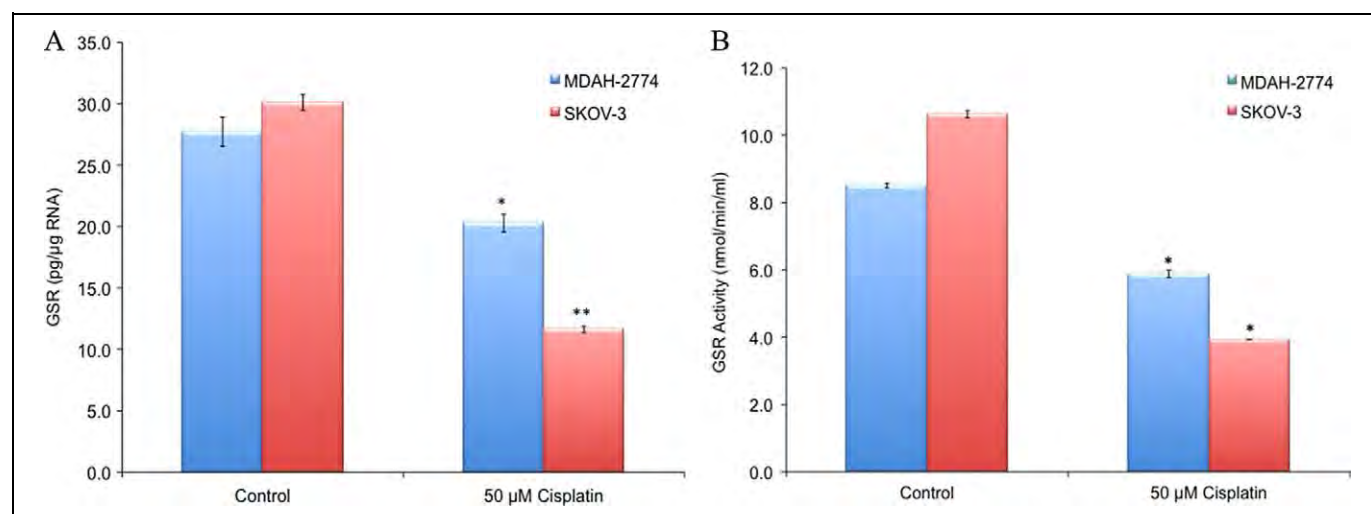 A
35.0
30.0
25.0
20.0
15.0
10.0
5.0
0.0
GSR (pg/µg RNA)
MDAH-2774
SKOV-3
*
**
Control
50 µM Cisplatin
B
12.0
10.0
8.0
6.0
4.0
2.0
0.0
GSR Activity (nmol/min/ml)
MDAH-2774
SKOV-3
*
*
Control
50 µM Cisplatin